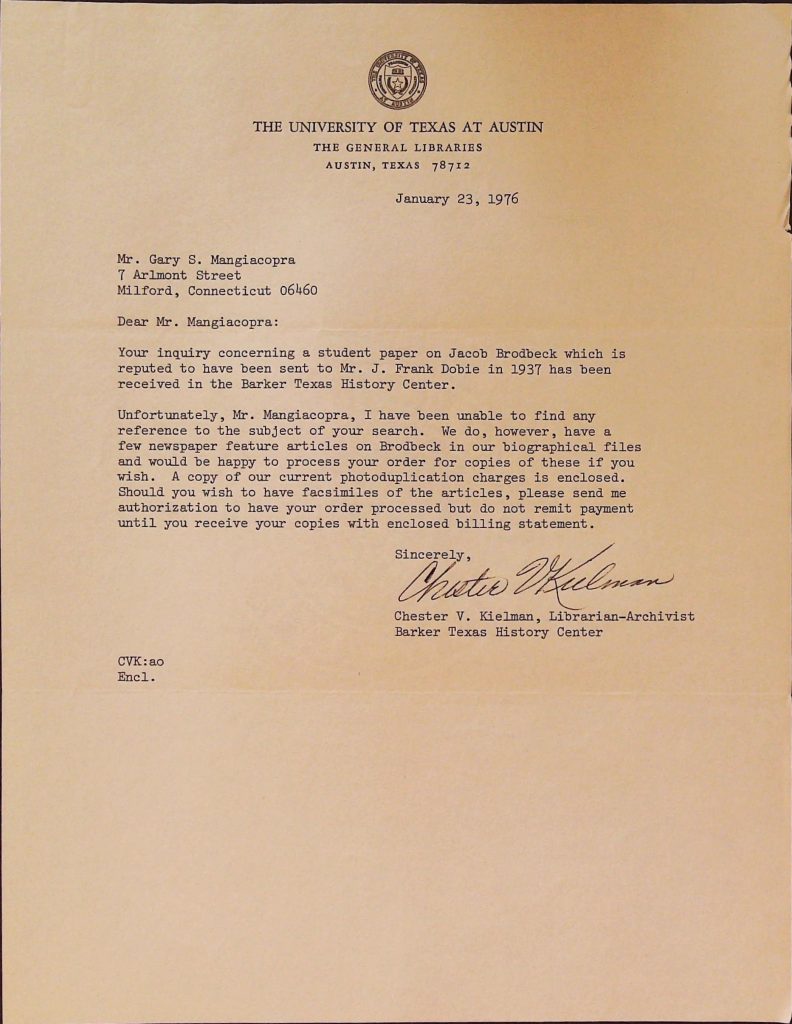 THE UNIVERSITY OF TEXAS
AT AUSTIN
THE UNIVERSITY OF TEXAS AT AUSTIN
THE GENERAL LIBRARIES
AUSTIN, TEXAS 78712
January 23, 1976
Mr. Gary S. Mangiacopra
7 Arlmont Street
Milford, Connecticut 06460
Dear Mr. Mangiacopra:
Your inquiry concerning a student paper on Jacob Brodbeck which is
reputed to have been sent to Mr. J. Frank Dobie in 1937 has been
received in the Barker Texas History Center.
Unfortunately, Mr. Mangiacopra, I have been unable to find any
reference to the subject of your search. We do, however, have a
few newspaper feature articles on Brodbeck in our biographical files
and would be happy to process your order for copies of these if you
wish. A copy of our current photoduplication charges is enclosed.
Should you wish to have facsimiles of the articles, please send me
authorization to have your order processed but do not remit payment
until you receive your copies with enclosed billing statement.
Sincerely,
Chester V Kielman
Chester V. Kielman, Librarian-Archivist
Barker Texas History Center
CVK:ao
Encl.